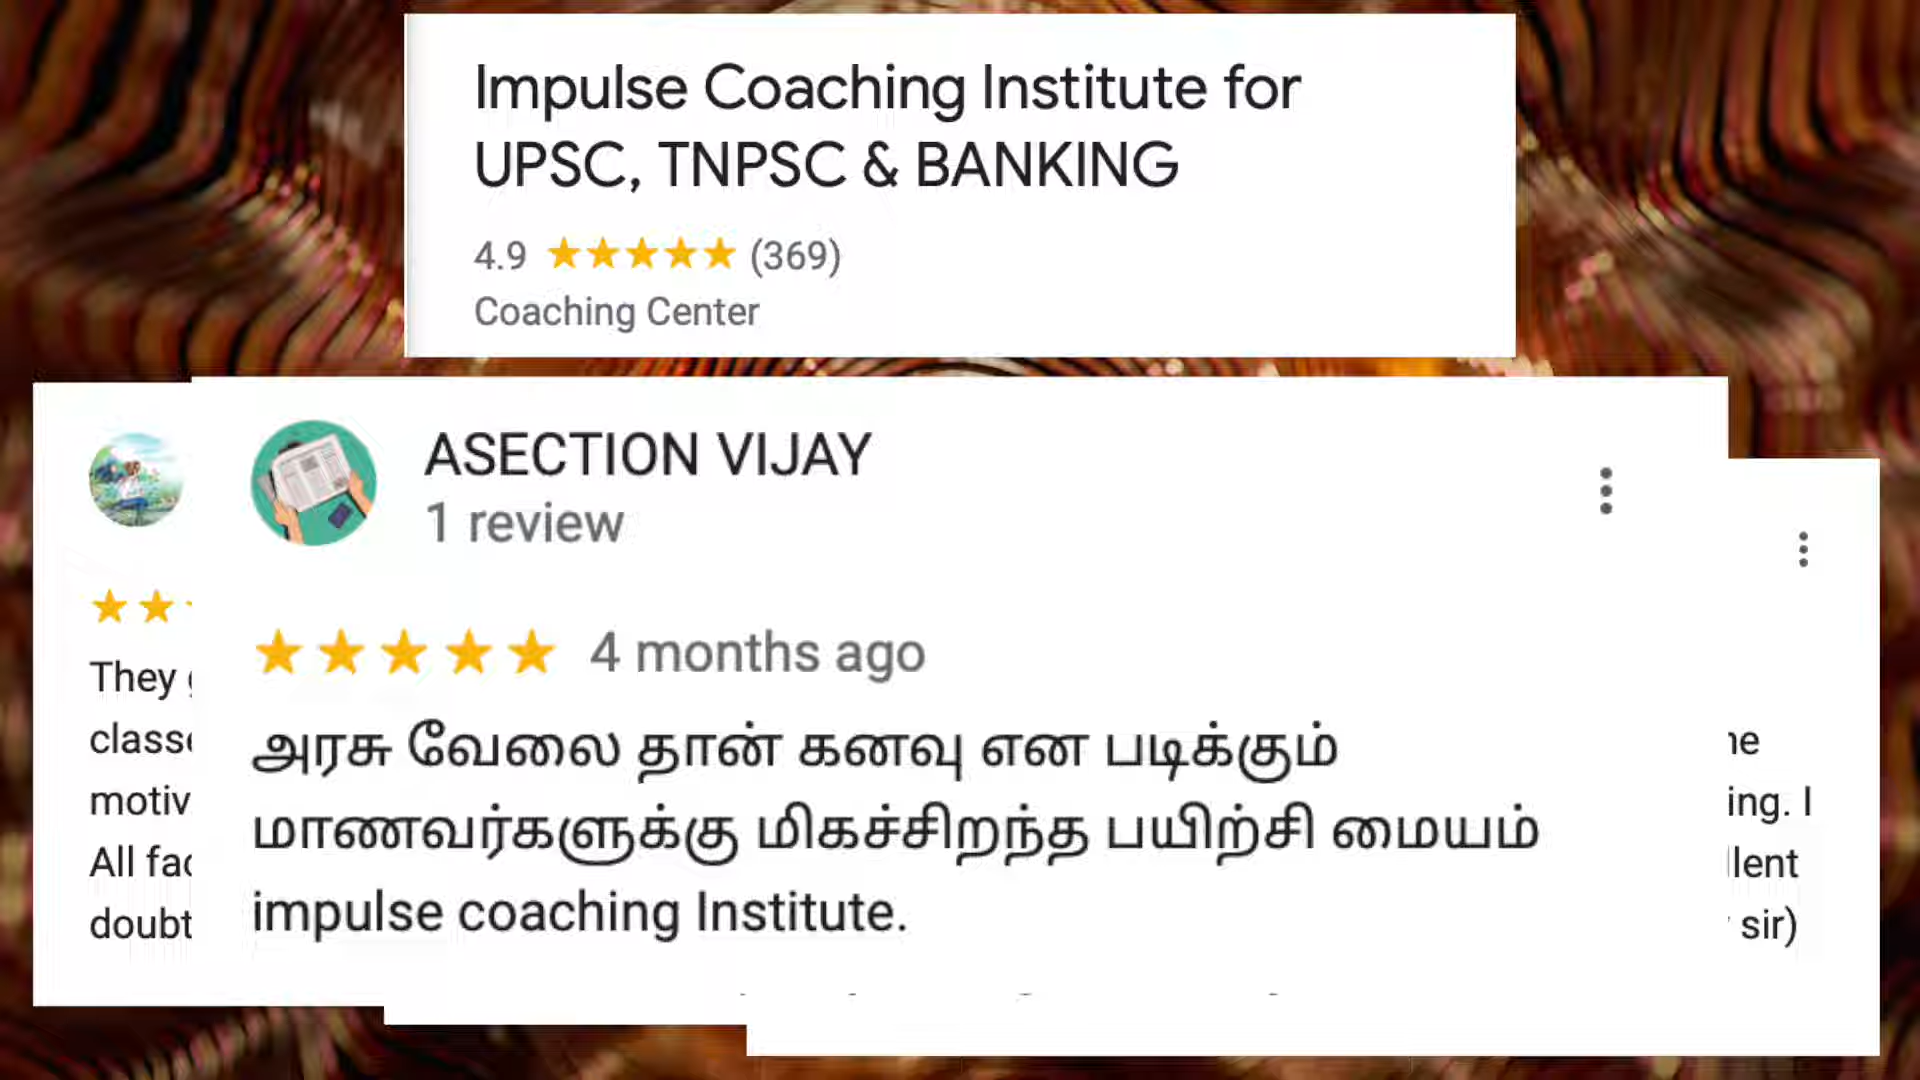 Impulse Coaching Institute for
UPSC, TNPSC & BANKING
4.9 (369)
Coaching Center
ASECTION VIJAY
1 review
4 months ago
அரசு வேலை தான் கனவு என படிக்கும்
மாணவர்களுக்கு மிகச்சிறந்த பயிற்சி மையம்
impulse coaching Institute.
They
motiv
All
doubt
ing. I
sir)